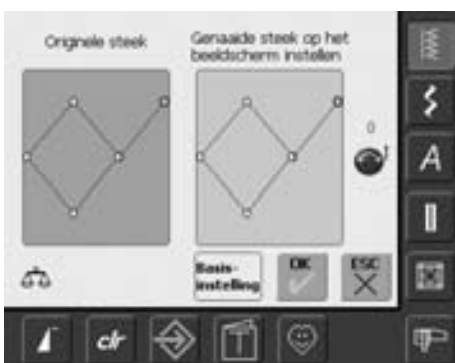 Originele steek
Genaaide steek op het
beeldscherm instellen
0
A
Basis-
instelling
OK
ESC
clr